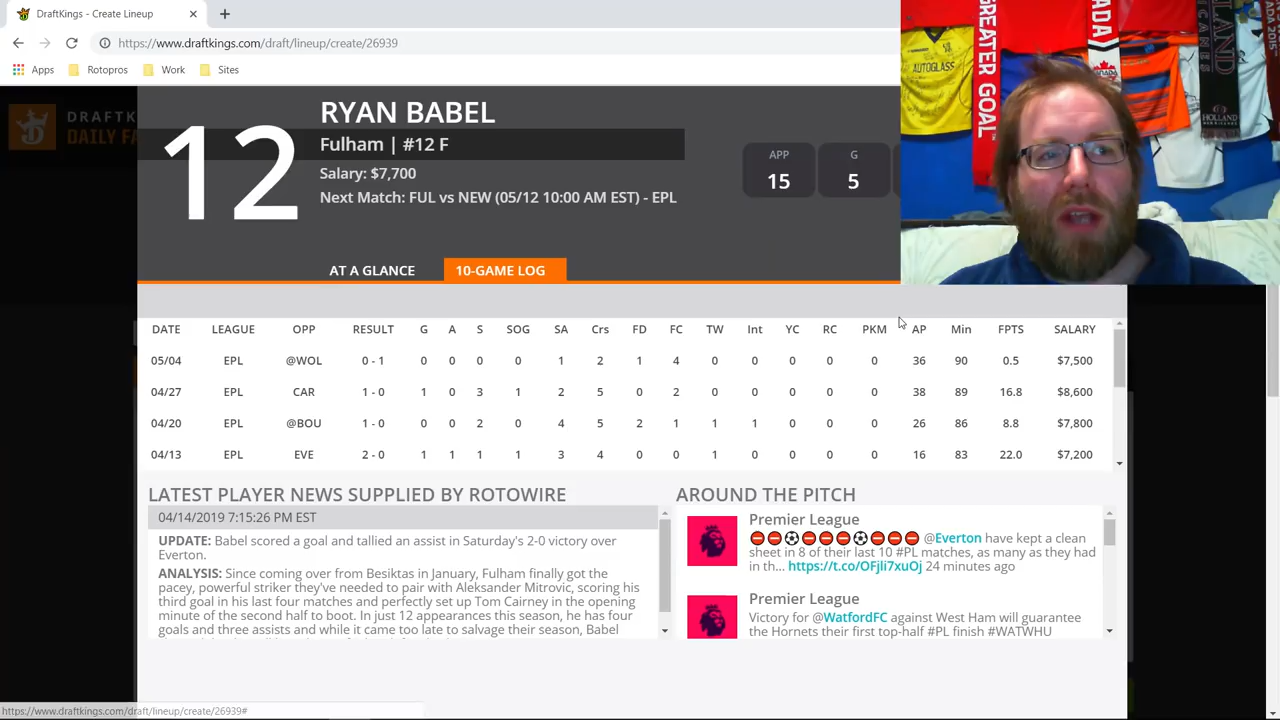 DraftKings - Create Lineup
https://www.draftkings.com/draft/lineup/create/26939
Apps Rotopros Work Sites
DRAFTK
DAILY FA
12
RYAN BABEL
Fulham | #12 F
Salary: $7,700
Next Match: FUL vs NEW (05/12 10:00 AM EST) - EPL
APP 15
G 5
AT A GLANCE 10-GAME LOG
DATE LEAGUE OPP RESULT G A S SOG SA Crs FD FC TW Int YC RC PKM AP Min FPTS SALARY
05/04 EPL @WOL 0 - 1 0 0 0 0 1 2 1 4 0 0 0 0 0 36 90 0.5 $7,500
04/27 EPL CAR 1 - 0 1 0 3 1 2 5 0 2 0 0 0 0 0 38 89 16.8 $8,600
04/20 EPL @BOU 1 - 0 0 0 2 0 4 5 2 1 1 1 0 0 0 26 86 8.8 $7,800
04/13 EPL EVE 2 - 0 1 1 1 1 3 4 0 0 1 0 0 0 0 16 83 22.0 $7,200
LATEST PLAYER NEWS SUPPLIED BY ROTOWIRE
04/14/2019 7:15:26 PM EST
UPDATE: Babel scored a goal and tallied an assist in Saturday's 2-0 victory over
Everton.
ANALYSIS: Since coming over from Besiktas in January, Fulham finally got the
pacey, powerful striker they've needed to pair with Aleksander Mitrovic, scoring his
third goal in his last four matches and perfectly set up Tom Cairney in the opening
minute of the second half to boot. In just 12 appearances this season, he has four
goals and three assists and while it came too late to salvage their season, Babel
AROUND THE PITCH
Premier League
⛔⛔⚽⛔⛔⛔⚽⛔⛔⛔ @Everton have kept a clean
sheet in 8 of their last 10 #PL matches, as many as they had
in th... https://t.co/OFjli7xuOj 24 minutes ago
Premier League
Victory for @WatfordFC against West Ham will guarantee
the Hornets their first top-half #PL finish #WATWHU
https://www.draftkings.com/draft/lineup/create/26939#
AUTOGLASS
GREATER GOAL
CANADA
HOLLAND
CANADA 2015